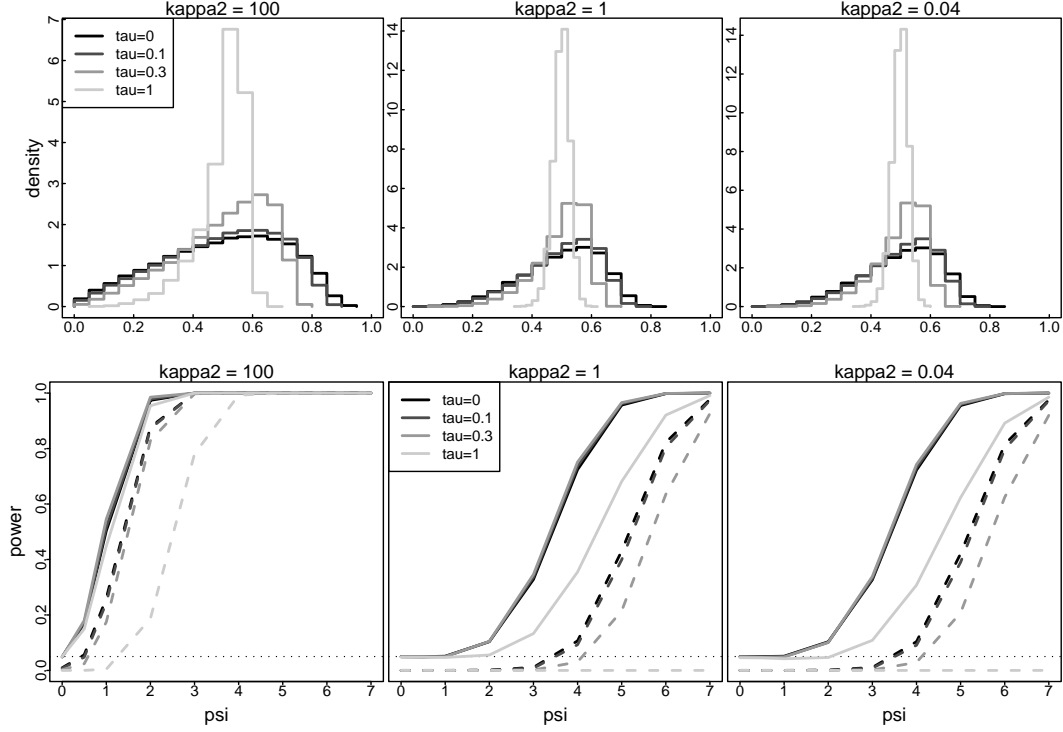 kappa2 = 100
kappa2 = 1
kappa2 = 0.04
density
0 1 2 3 4 5 6 7
tau=0
tau=0.1
tau=0.3
tau=1
0.0 0.2 0.4 0.6 0.8 1.0
0 2 4 6 8 10 12 14
0.0 0.2 0.4 0.6 0.8 1.0
0 2 4 6 8 10 12 14
0.0 0.2 0.4 0.6 0.8 1.0
kappa2 = 100
kappa2 = 1
kappa2 = 0.04
power
0.0 0.2 0.4 0.6 0.8 1.0
tau=0
tau=0.1
tau=0.3
tau=1
0 1 2 3 4 5 6 7
0 1 2 3 4 5 6 7
0 1 2 3 4 5 6 7
psi
psi
psi